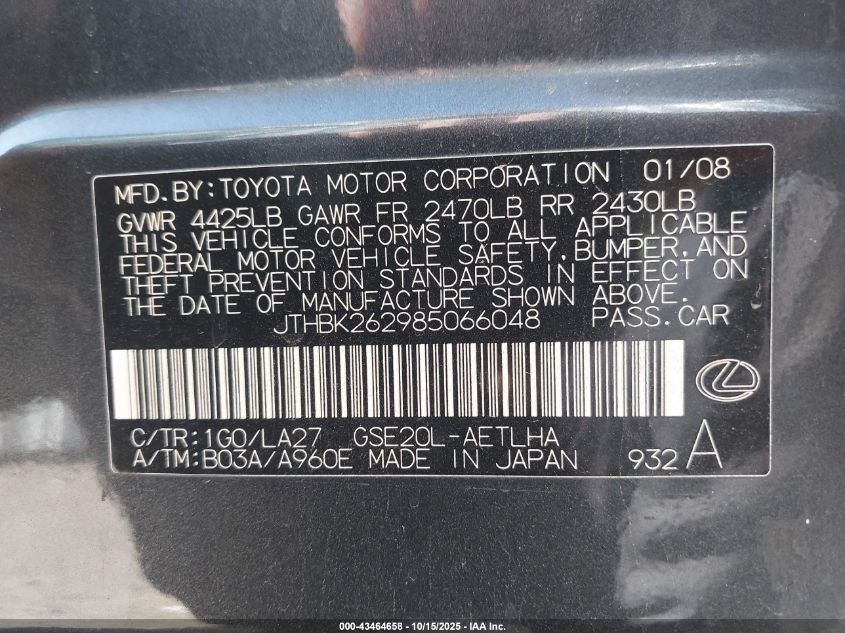 MFD.BY:TOYOTA MOTOR CORPORATION 01/08
GVWR 4425LB GAWR FR 2470LB RR 2430LB
THIS VEHICLE CONFORMS TO ALL APPLICABLE
FEDERAL MOTOR VEHICLE SAFETY,BUMPER,AND
THEFT PREVENTION STANDARDS IN EFFECT ON
THE DATE OF MANUFACTURE SHOWN ABOVE.
JTHBK262985066048 PASS.CAR
C/TR:1G0/LA27 GSE20L-AETLHA
A/TM:B03A/A960E MADE IN JAPAN 932 A
000-43464658 - 10/15/2025 - IAA Inc.